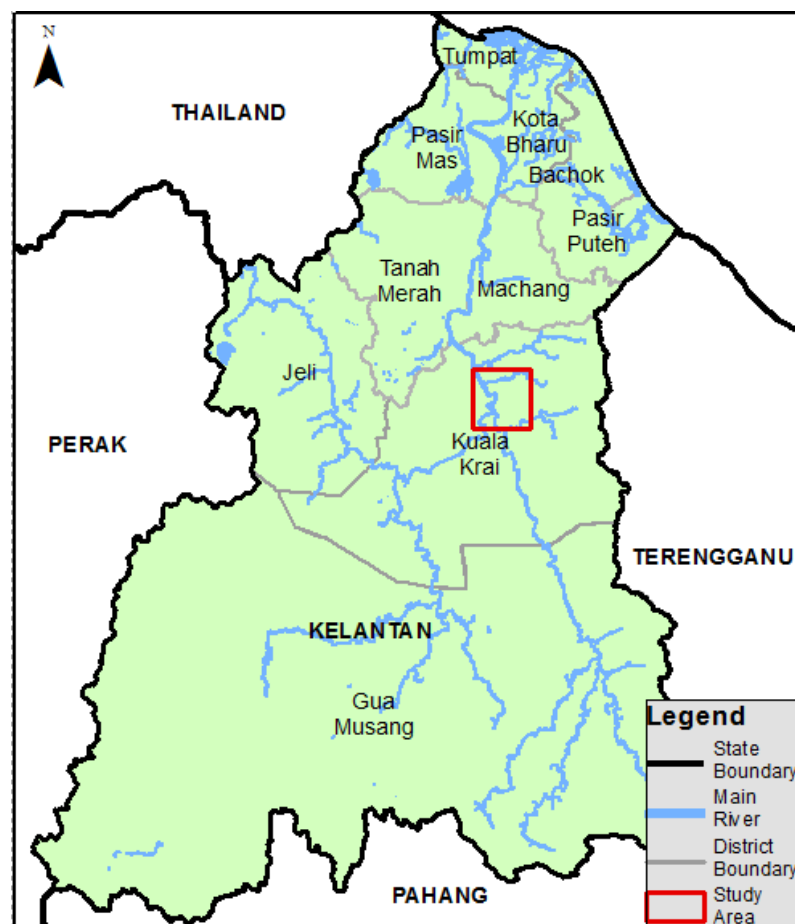 N
THAILAND
Tumpat
Kota
Bharu
Pasir
Mas
Bachok
Pasir
Puteh
Tanah
Merah
Machang
Jeli
Kuala
Krai
PERAK
TERENGGANU
KELANTAN
Gua
Musang
PAHANG
Legend
State
Boundary
Main
River
District
Boundary
Study
Area